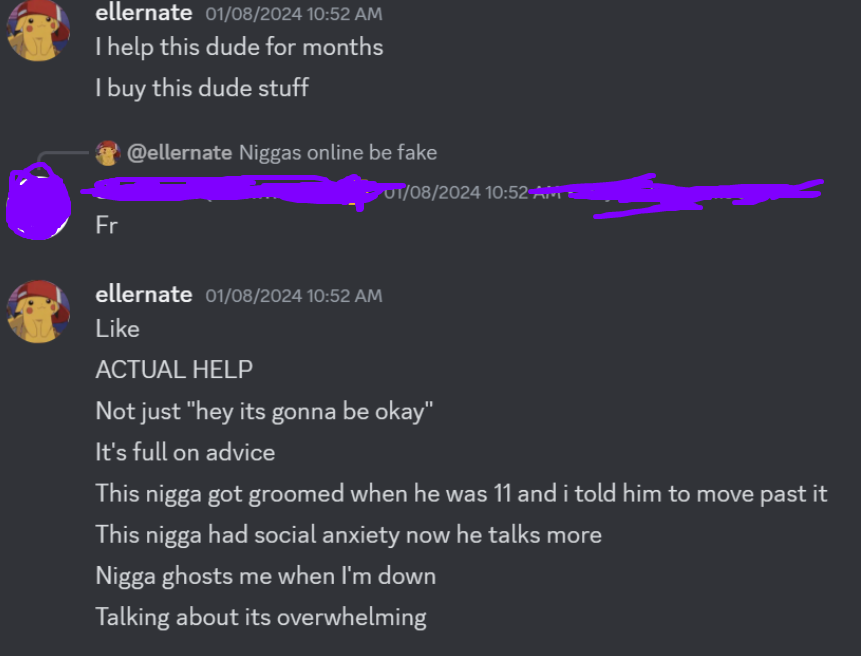 ellernate 01/08/2024 10:52 AM
I help this dude for months
I buy this dude stuff
@ellernate Niggas online be fake
01/08/2024 10:52 AM
Fr
ellernate 01/08/2024 10:52 AM
Like
ACTUAL HELP
Not just "hey its gonna be okay"
It's full on advice
This nigga got groomed when he was 11 and i told him to move past it
This nigga had social anxiety now he talks more
Nigga ghosts me when I'm down
Talking about its overwhelming